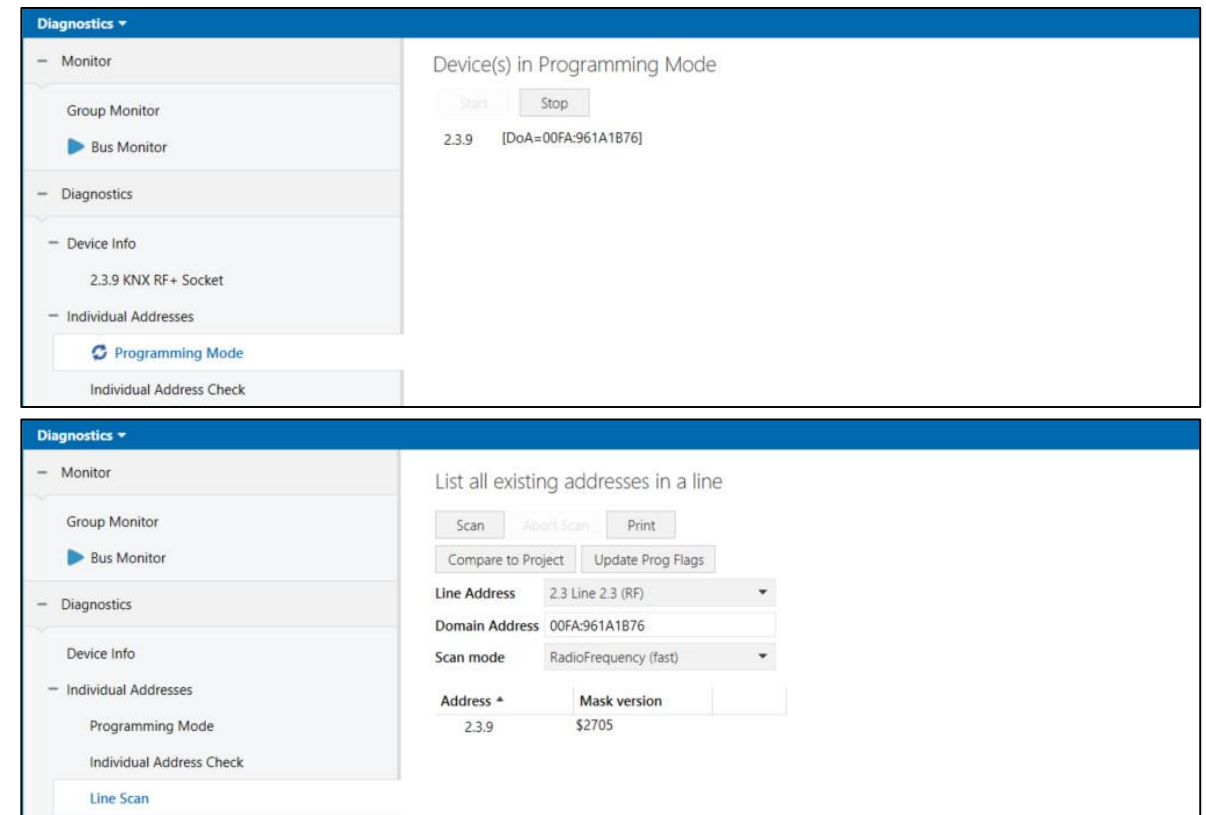 Diagnostics
Monitor
Group Monitor
Bus Monitor
Diagnostics
Device Info
2.3.9 KNX RF+ Socket
Individual Addresses
Programming Mode
Individual Address Check
Device(s) in Programming Mode
Start Stop
2.3.9 [DoA=00FA:961A1B76]
Diagnostics
Monitor
Group Monitor
Bus Monitor
Diagnostics
Device Info
Individual Addresses
Programming Mode
Individual Address Check
Line Scan
List all existing addresses in a line
Scan Abort Scan Print
Compare to Project Update Prog Flags
Line Address 2.3 Line 2.3 (RF)
Domain Address 00FA:961A1B76
Scan mode RadioFrequency (fast)
Address Mask version
2.3.9 $2705